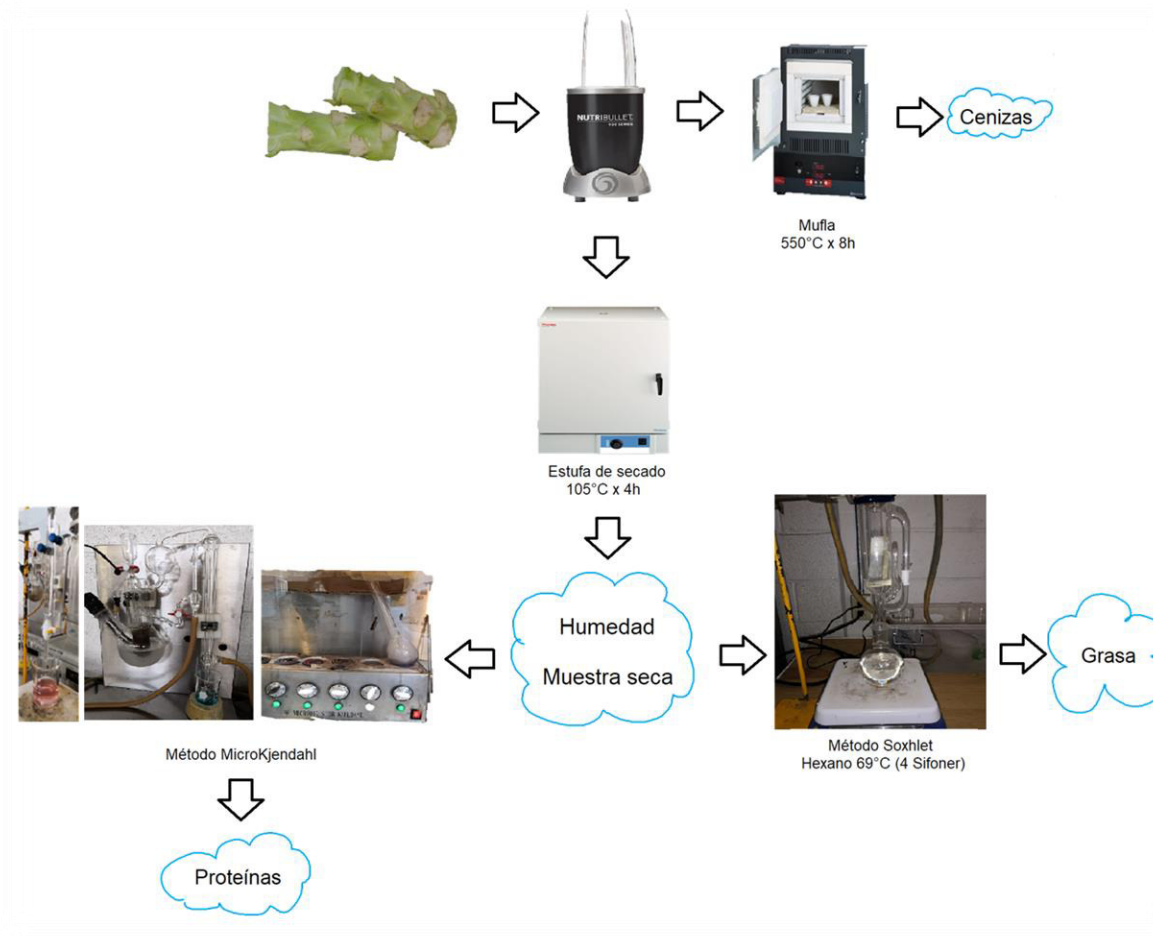 NUTRIBULLET.
Cenizas
Mufla
550°C x 8h
Estufa de secado
105°C x 4h
Humedad
Muestra seca
Grasa
Método MicroKjendahl
Método Soxhlet
Hexano 69°C (4 Sifoner)
Proteínas